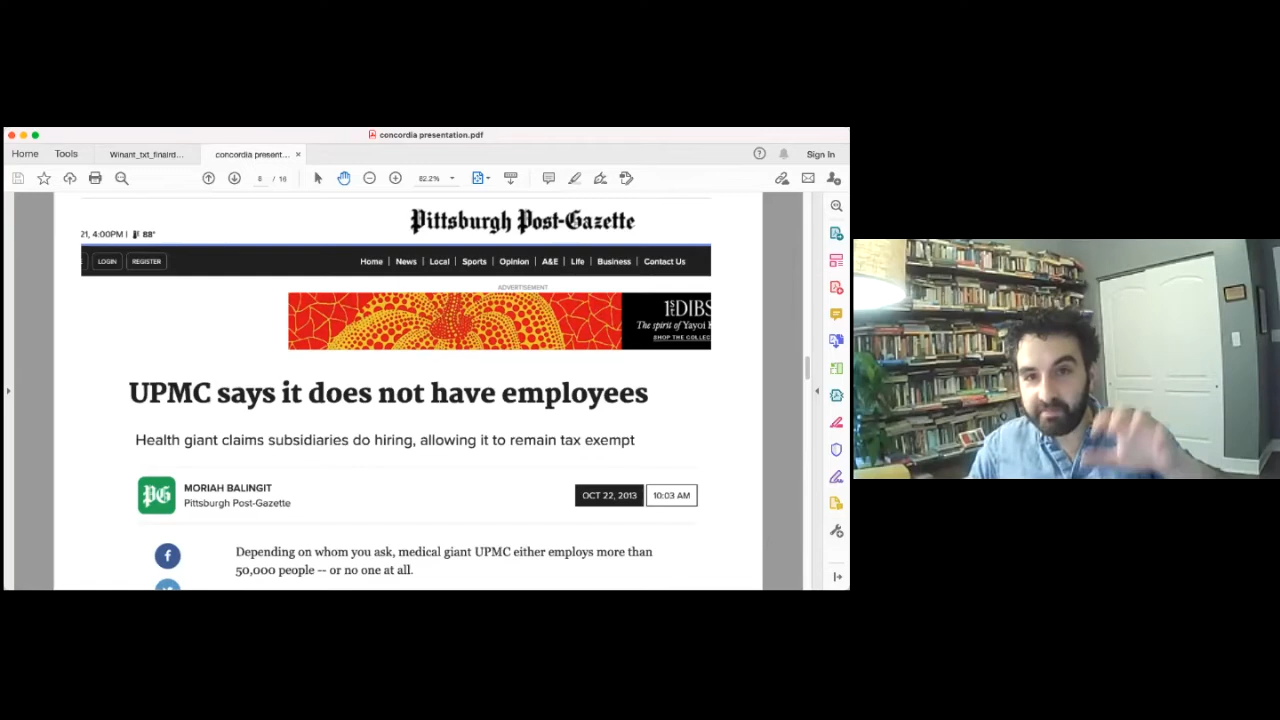 concordia presentation.pdf
Home Tools Winant_txt_finalrd... concordia present... Sign In
8 / 16 82.2%
Pittsburgh Post-Gazette
21, 4:00PM | 88°
LOGIN REGISTER Home | News | Local | Sports | Opinion | A&E | Life | Business | Contact Us
ADVERTISEMENT
1STDIBS
The spirit of Yayoi
SHOP THE COLLEC
UPMC says it does not have employees
Health giant claims subsidiaries do hiring, allowing it to remain tax exempt
PG
MORIAH BALINGIT
Pittsburgh Post-Gazette
OCT 22, 2013 10:03 AM
Depending on whom you ask, medical giant UPMC either employs more than
50,000 people -- or no one at all.